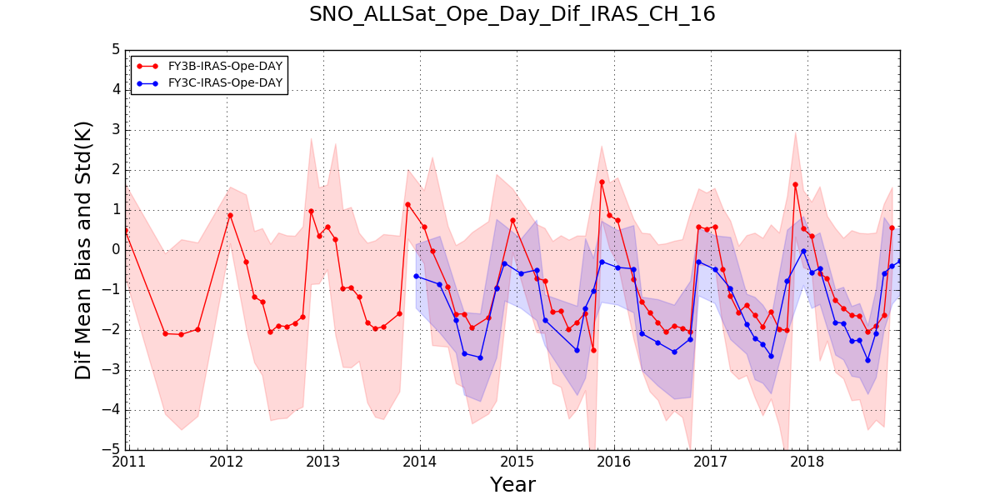 SNO_ALLSat_Ope_Day_Dif_IRAS_CH_16
Dif Mean Bias and Std(K)
5
4
3
2
1
0
−1
−2
−3
−4
−5
FY3B-IRAS-Ope-DAY
FY3C-IRAS-Ope-DAY
2011 2012 2013 2014 2015 2016 2017 2018
Year